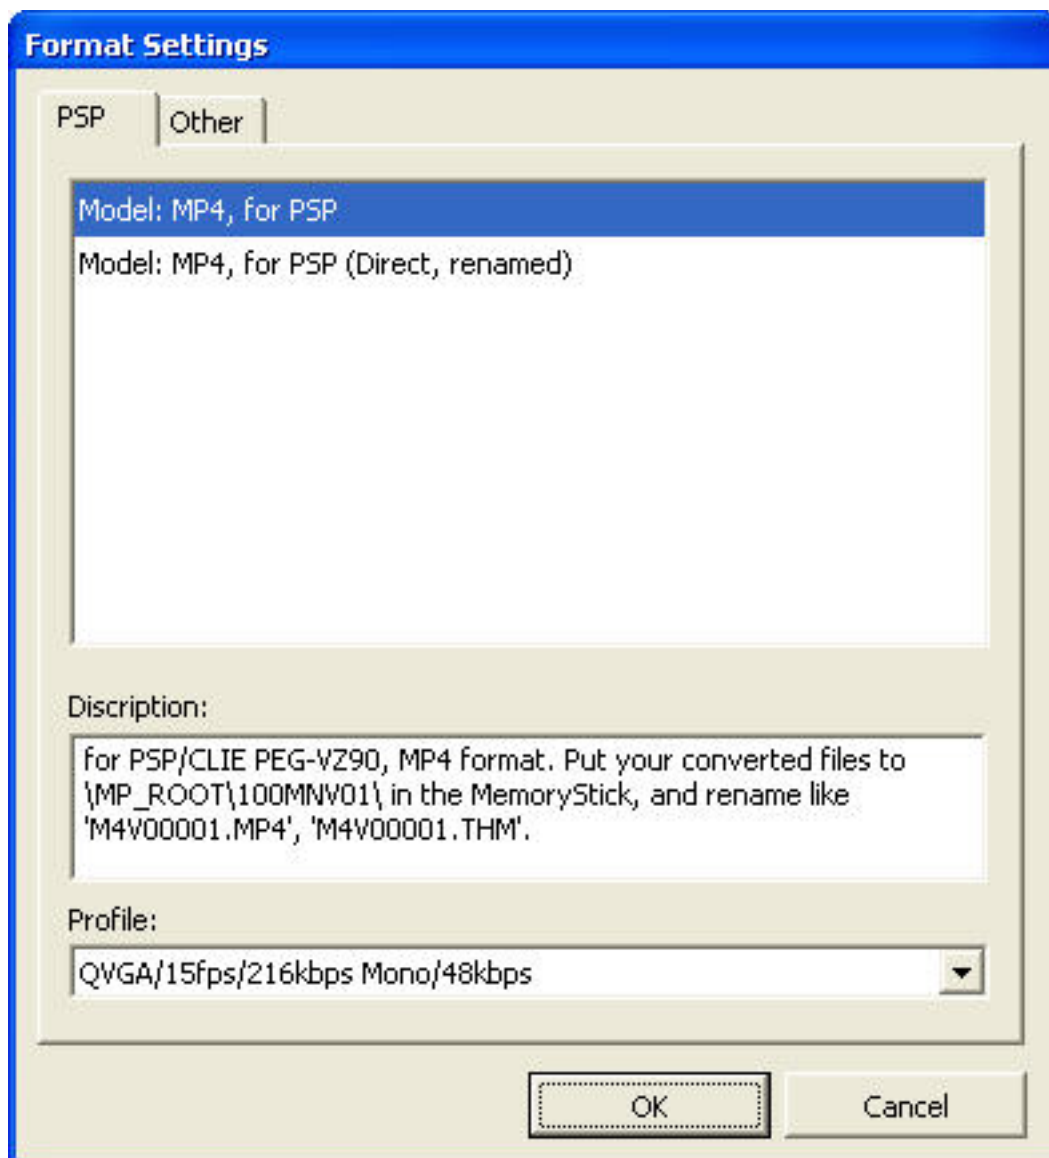 Format Settings
PSP
Other
Model: MP4, for PSP
Model: MP4, for PSP (Direct, renamed)
Discription:
for PSP/CLIE PEG-VZ90, MP4 format. Put your converted files to
\MP_ROOT\100MNV01\ in the MemoryStick, and rename like
'M4V00001.MP4', 'M4V00001.THM'.
Profile:
QVGA/15fps/216kbps Mono/48kbps
OK
Cancel